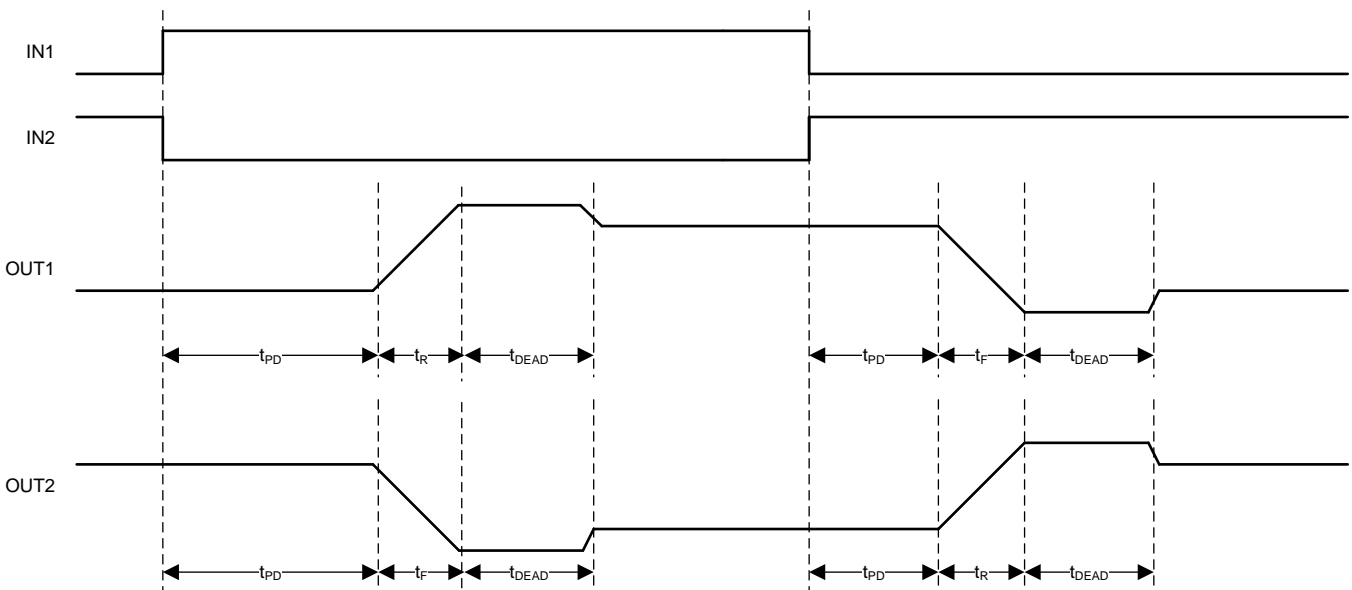 IN1
IN2
OUT1
tPD tR tDEAD tPD tF tDEAD
OUT2
tPD tF tDEAD tPD tR tDEAD